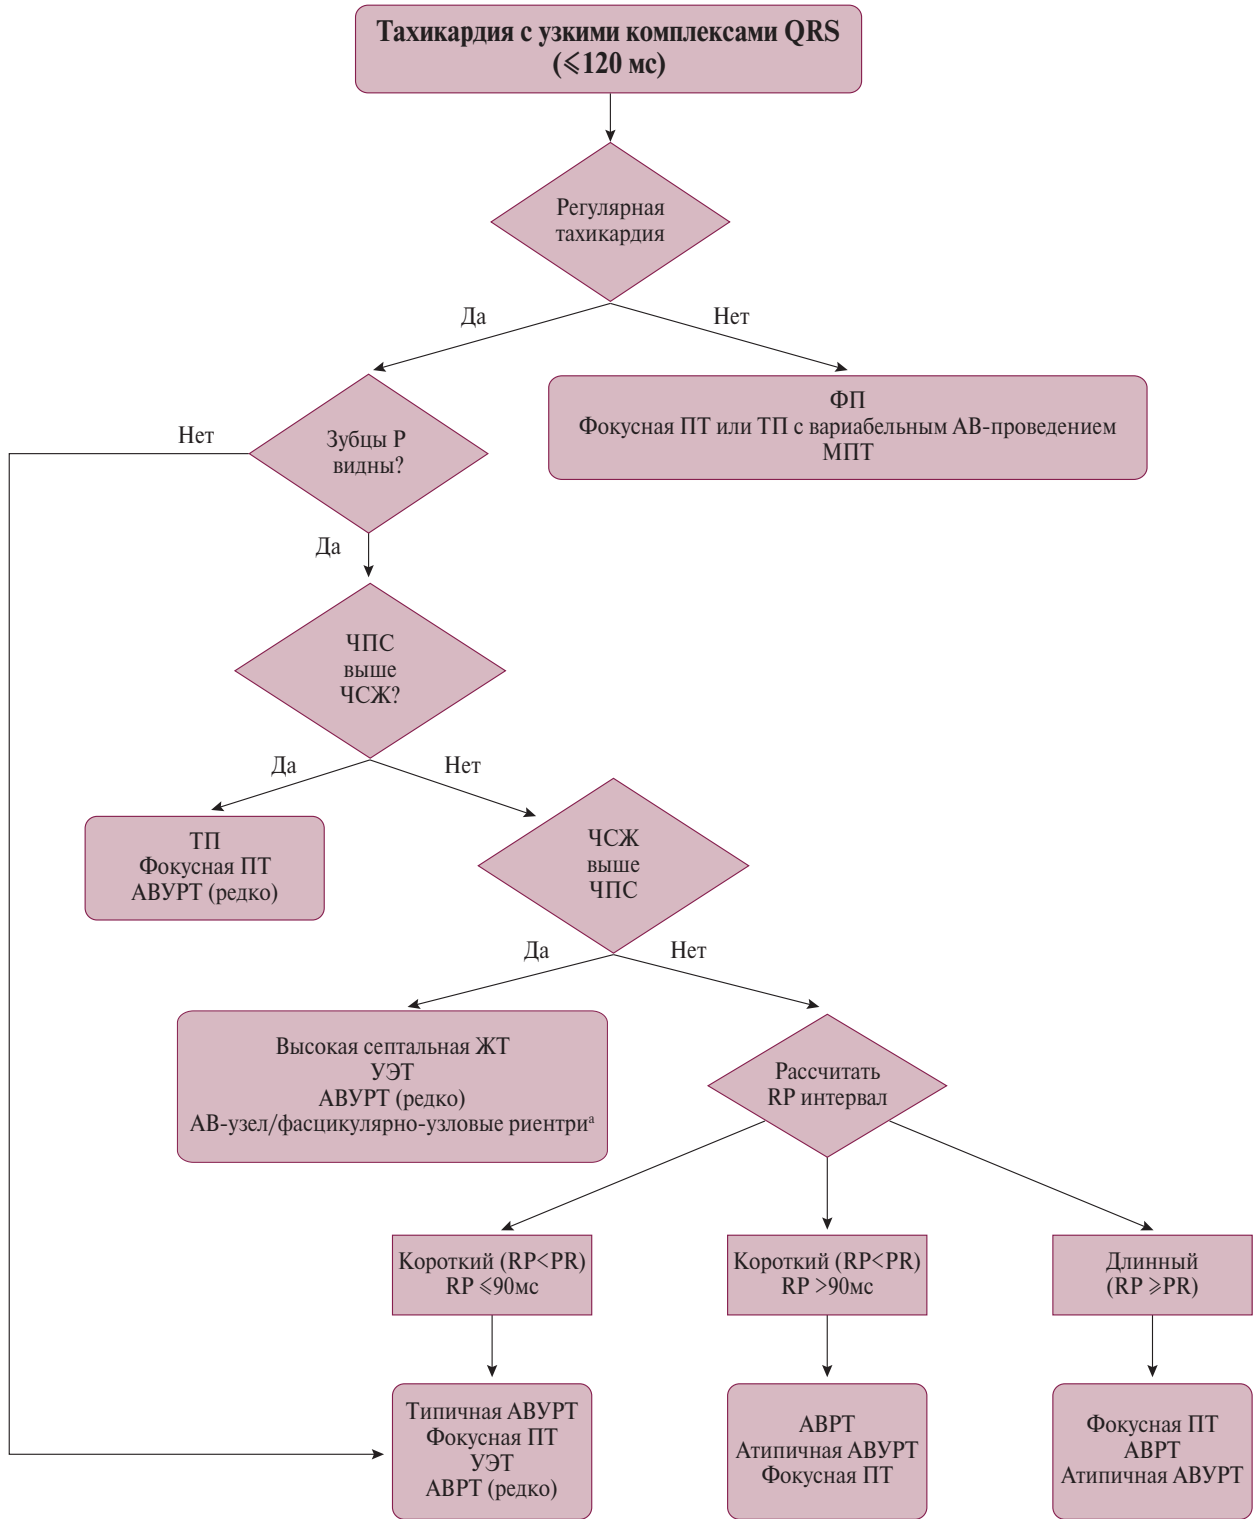 Тахикардия с узкими комплексами QRS
(⩽120 мс)
Регулярная
тахикардия
Да
Нет
ФП
Фокусная ПТ или ТП с вариабельным АВ-проведением
МПТ
Нет
Зубцы Р
видны?
Да
ЧПС
выше
ЧСЖ?
Да
Нет
ТП
Фокусная ПТ
АВУРТ (редко)
ЧСЖ
выше
ЧПС
Да
Нет
Высокая септальная ЖТ
УЭТ
АВУРТ (редко)
АВ-узел/фасцикулярно-узловые риентриᵃ
Рассчитать
RP интервал
Короткий (RP<PR)
RP ⩽90мс
Короткий (RP<PR)
RP >90мс
Длинный
(RP ⩾PR)
Типичная АВУРТ
Фокусная ПТ
УЭТ
АВРТ (редко)
АВРТ
Атипичная АВУРТ
Фокусная ПТ
Фокусная ПТ
АВРТ
Атипичная АВУРТ